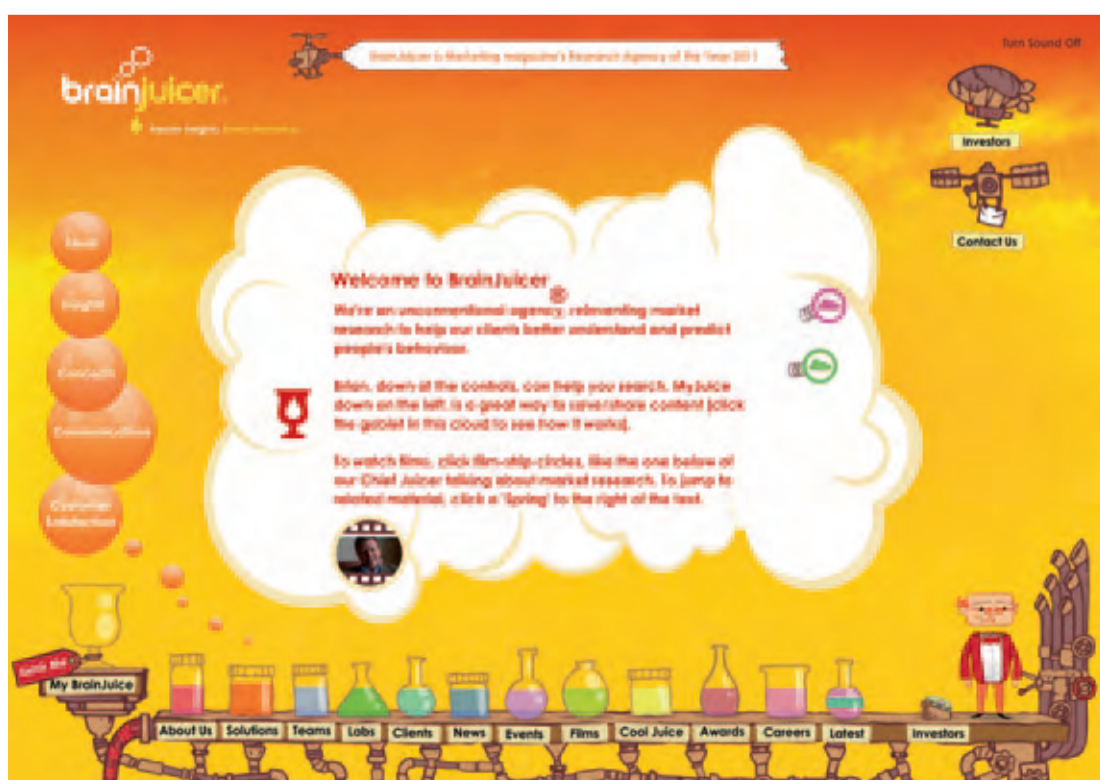 BrainJuicer is Marketing magazine's Research Agency of the Year 2011
Turn Sound Off
brainjuicer
Investors
Contact Us
Welcome to BrainJuicer®
We're an unconventional agency, reinventing market
research to help our clients better understand and predict
people's behaviour.
Brian, down at the controls, can help you search. MyJuice
down on the left, is a great way to save/share content (click
the goblet in this cloud to see how it works).
To watch films, click film-strip circles, like the one below of
our Chief Juicer talking about market research. To jump to
related material, click a 'Spring' to the right of the text.
Insight
Concepts
Communications
Customer
Satisfaction
My BrainJuice
About Us
Solutions
Teams
Labs
Clients
News
Events
Films
Cool Juice
Awards
Careers
Latest
Investors